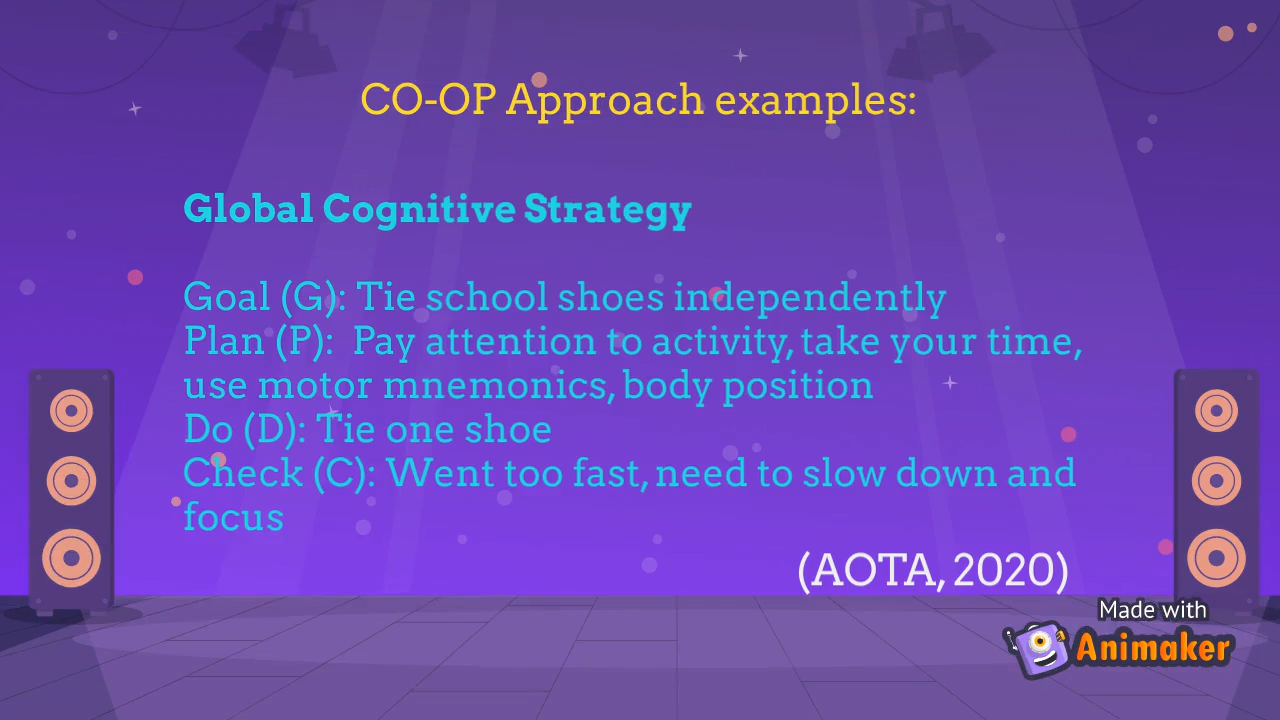 CO-OP Approach examples:
Global Cognitive Strategy
Goal (G): Tie school shoes independently
Plan (P):  Pay attention to activity, take your time,
use motor mnemonics, body position
Do (D): Tie one shoe
Check (C): Went too fast, need to slow down and
focus
(AOTA, 2020)
Made with
Animaker